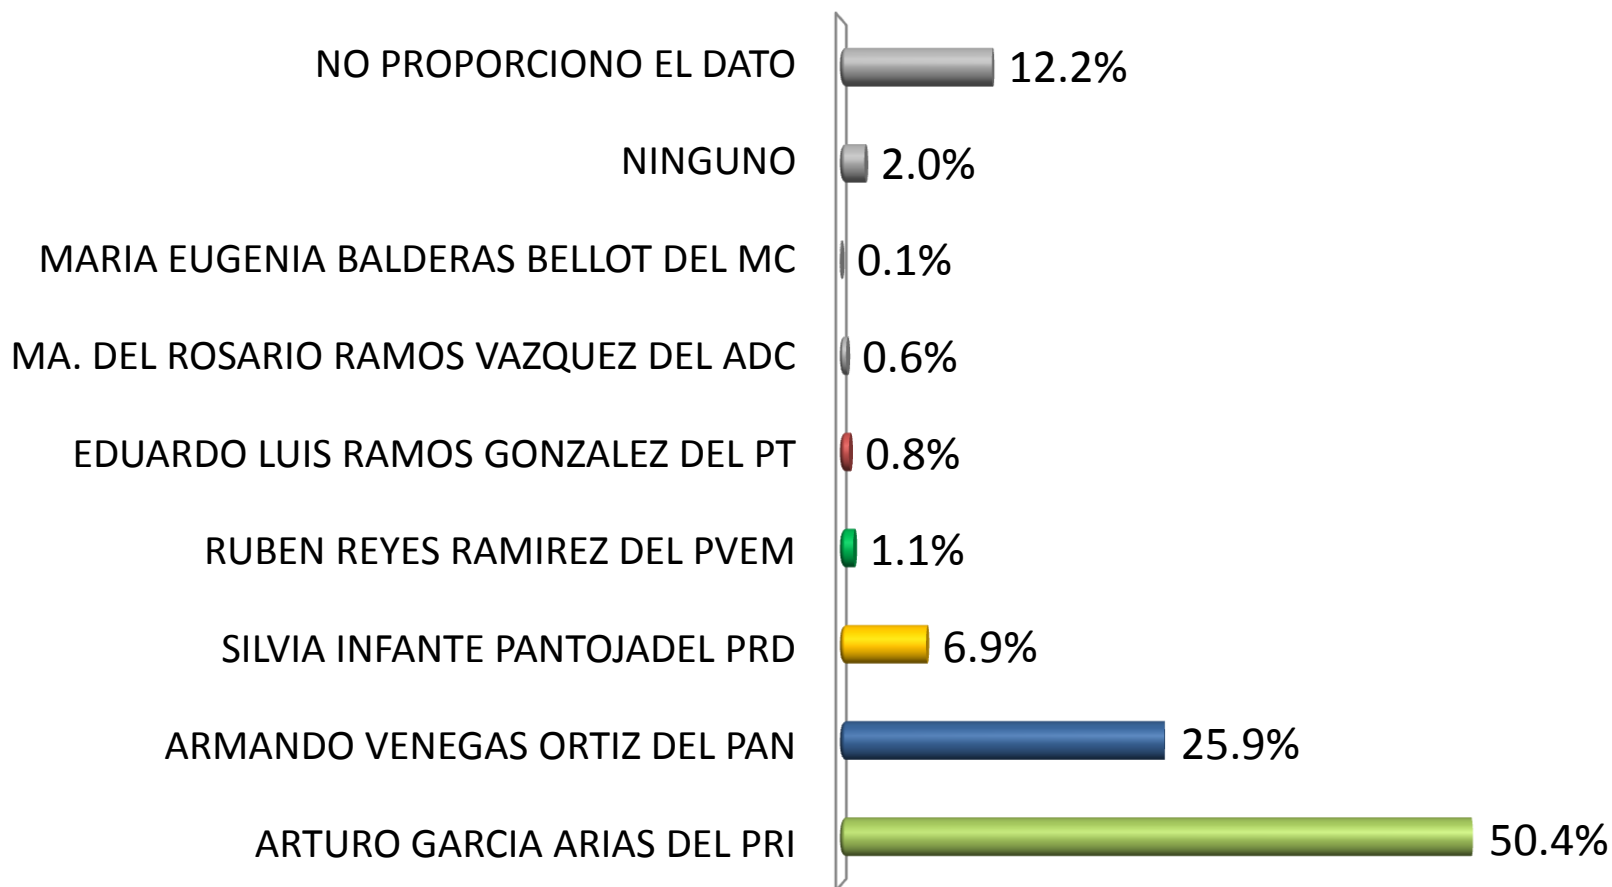 NO PROPORCIONO EL DATO 12.2%
NINGUNO 2.0%
MARIA EUGENIA BALDERAS BELLOT DEL MC 0.1%
MA. DEL ROSARIO RAMOS VAZQUEZ DEL ADC 0.6%
EDUARDO LUIS RAMOS GONZALEZ DEL PT 0.8%
RUBEN REYES RAMIREZ DEL PVEM 1.1%
SILVIA INFANTE PANTOJADEL PRD 6.9%
ARMANDO VENEGAS ORTIZ DEL PAN 25.9%
ARTURO GARCIA ARIAS DEL PRI 50.4%